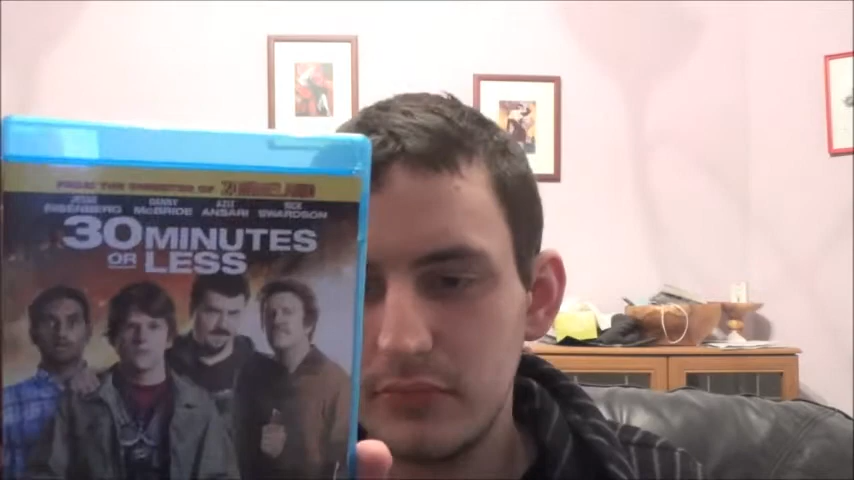 FROM THE DIRECTOR OF ZOMBIELAND
JESSE EISENBERG DANNY McBRIDE AZIZ ANSARI NICK SWARDSON
30 MINUTES
OR LESS